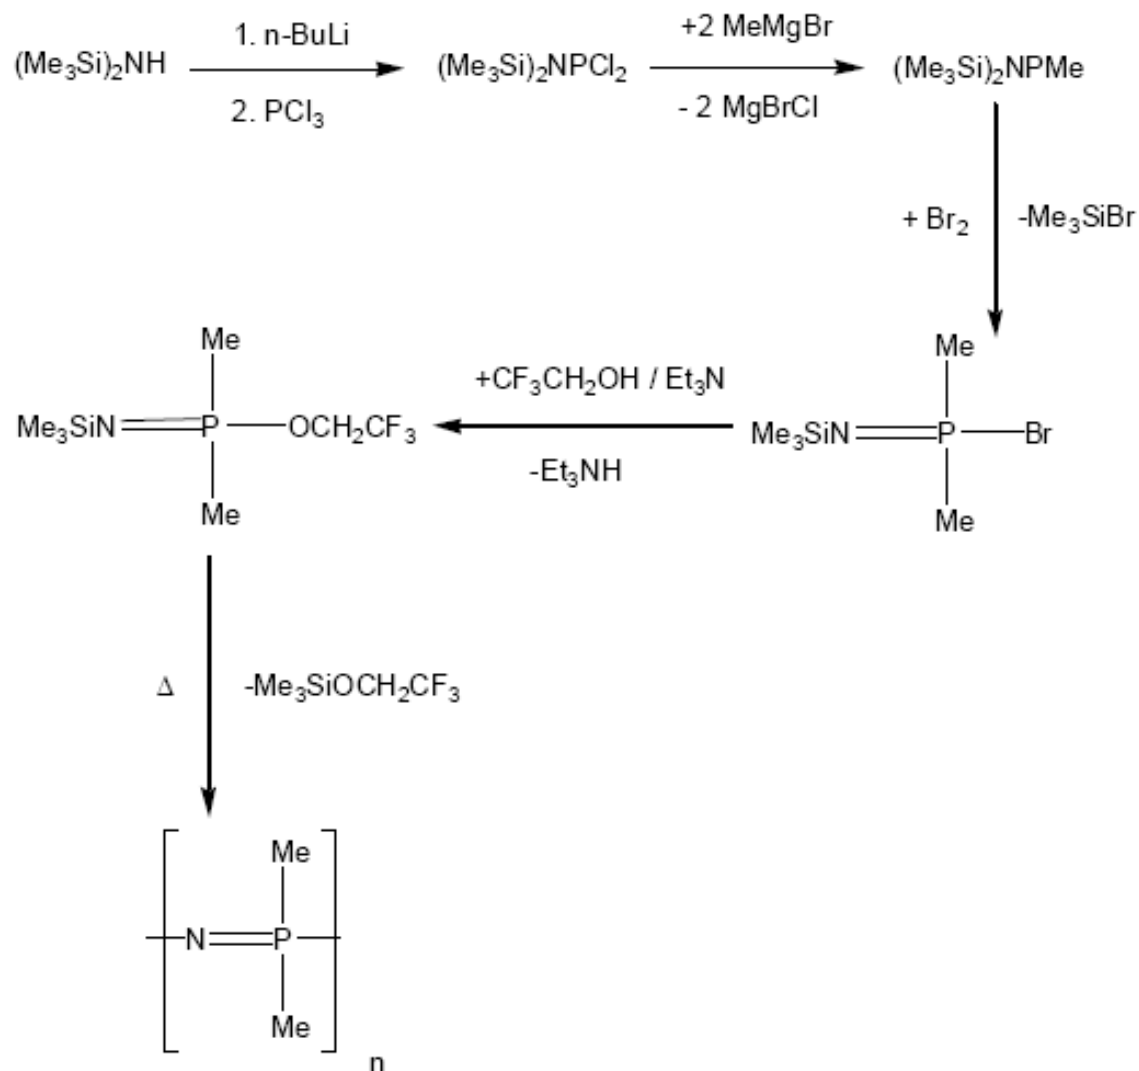 (Me₃Si)₂NH
1. n-BuLi
2. PCl₃
(Me₃Si)₂NPCl₂
+2 MeMgBr
- 2 MgBrCl
(Me₃Si)₂NPMe
+ Br₂
-Me₃SiBr
Me
Me₃SiN
P
Br
Me
+CF₃CH₂OH / Et₃N
-Et₃NH
Me
Me₃SiN
P
OCH₂CF₃
Me
Δ
-Me₃SiOCH₂CF₃
Me
N
P
Me
n